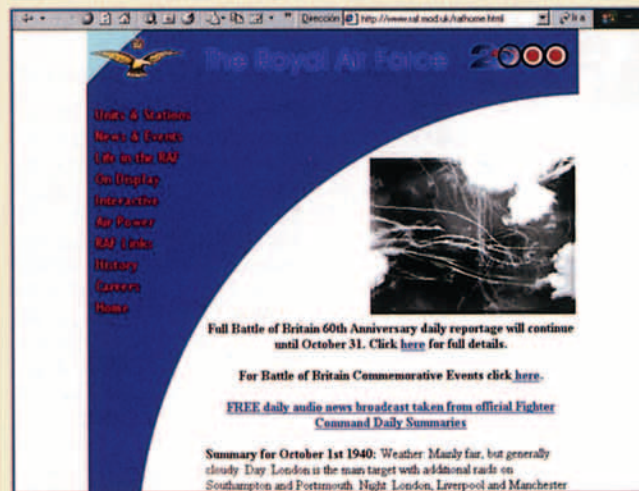 Dirección http://www.raf.mod.uk/rafhome.html Ir a
The Royal Air Force 2000
Units & Stations
News & Events
Life in the RAF
On Display
Interactive
Air Power
RAF Links
History
Careers
Home
Full Battle of Britain 60th Anniversary daily reportage will continue
until October 31. Click here for full details.
For Battle of Britain Commemorative Events click here.
FREE daily audio news broadcast taken from official Fighter
Command Daily Summaries
Summary for October 1st 1940: Weather: Mainly fair, but generally
cloudy. Day: London is the main target with additional raids on
Southampton and Portsmouth. Night: London, Liverpool and Manchester